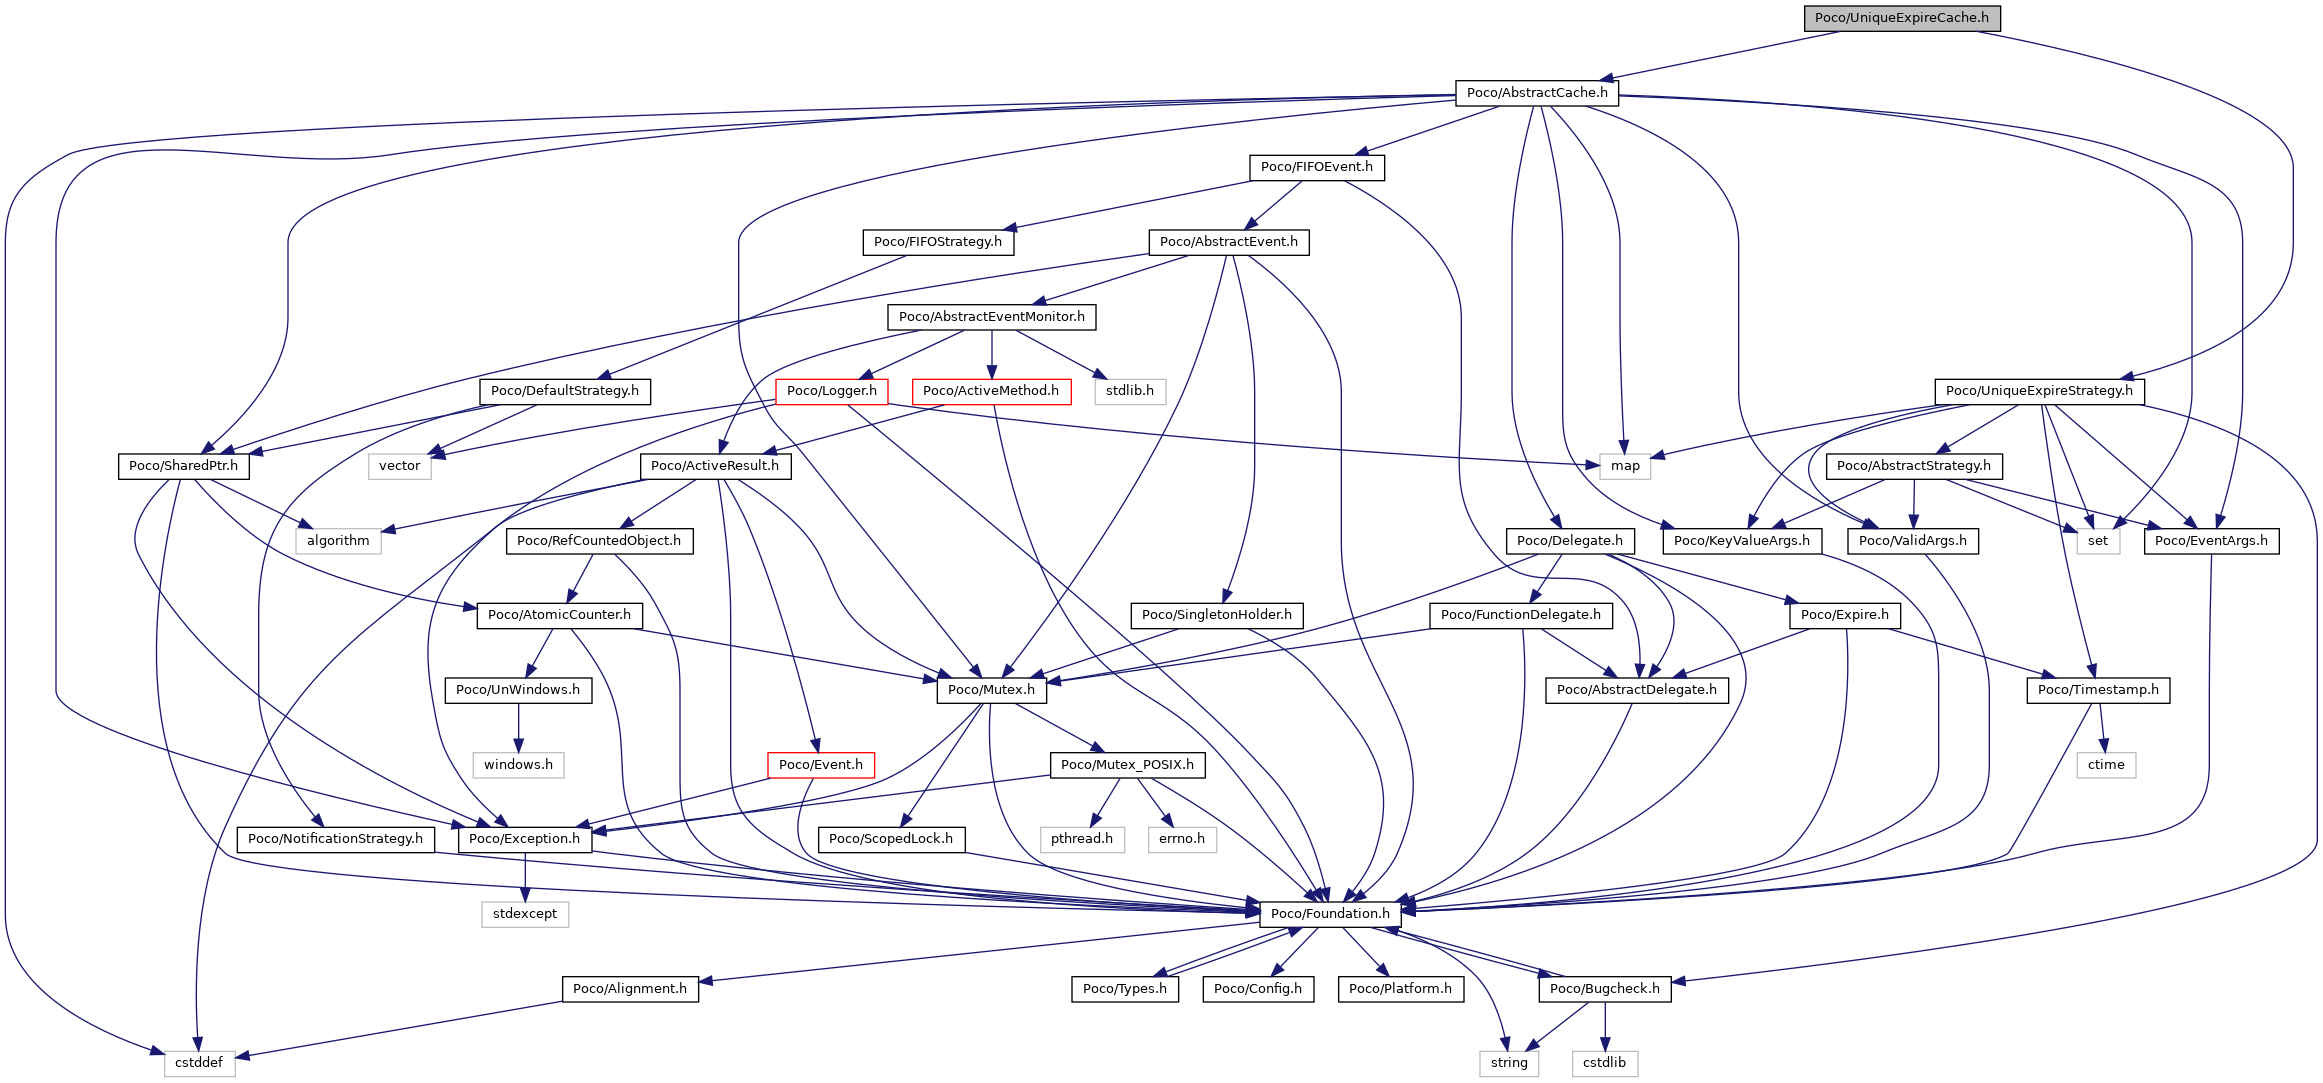 Poco/UniqueExpireCache.h
Poco/AbstractCache.h
Poco/FIFOEvent.h
Poco/FIFOStrategy.h
Poco/AbstractEvent.h
Poco/AbstractEventMonitor.h
Poco/DefaultStrategy.h
Poco/Logger.h
Poco/ActiveMethod.h
stdlib.h
Poco/UniqueExpireStrategy.h
Poco/SharedPtr.h
vector
Poco/ActiveResult.h
map
Poco/AbstractStrategy.h
algorithm
Poco/RefCountedObject.h
Poco/Delegate.h
Poco/KeyValueArgs.h
Poco/ValidArgs.h
set
Poco/EventArgs.h
Poco/AtomicCounter.h
Poco/SingletonHolder.h
Poco/FunctionDelegate.h
Poco/Expire.h
Poco/UnWindows.h
Poco/Mutex.h
Poco/AbstractDelegate.h
Poco/Timestamp.h
windows.h
Poco/Event.h
Poco/Mutex_POSIX.h
ctime
Poco/NotificationStrategy.h
Poco/Exception.h
Poco/ScopedLock.h
pthread.h
errno.h
stdexcept
Poco/Foundation.h
Poco/Alignment.h
Poco/Types.h
Poco/Config.h
Poco/Platform.h
Poco/Bugcheck.h
cstddef
string
cstdlib